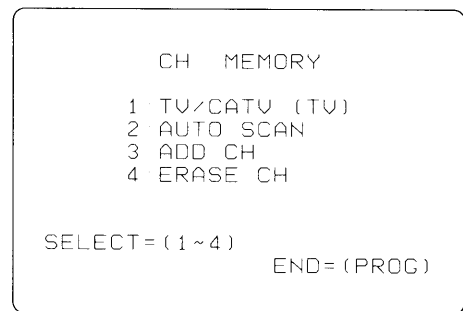 CH MEMORY
1 TV/CATV (TV)
2 AUTO SCAN
3 ADD CH
4 ERASE CH
SELECT=(1~4)
END=(PROG)